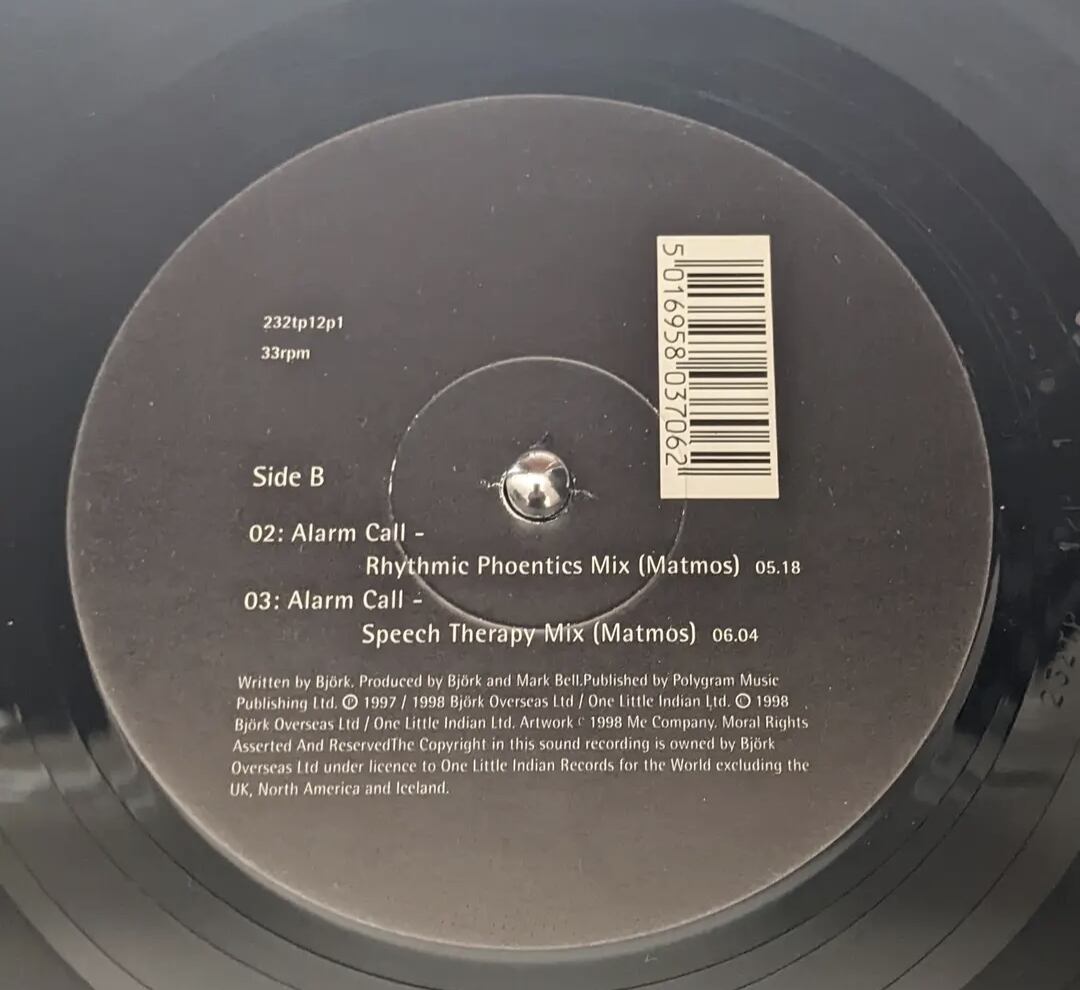 5 016958 037062
232tp12p1
33rpm
Side B
02: Alarm Call -
Rhythmic Phoentics Mix (Matmos) 05.18
03: Alarm Call -
Speech Therapy Mix (Matmos) 06.04
Written by Björk. Produced by Björk and Mark Bell.Published by Polygram Music
Publishing Ltd. ℗ 1997 / 1998 Björk Overseas Ltd / One Little Indian Ltd. © 1998
Björk Overseas Ltd / One Little Indian Ltd. Artwork © 1998 Me Company. Moral Rights
Asserted And ReservedThe Copyright in this sound recording is owned by Björk
Overseas Ltd under licence to One Little Indian Records for the World excluding the
UK, North America and Iceland.